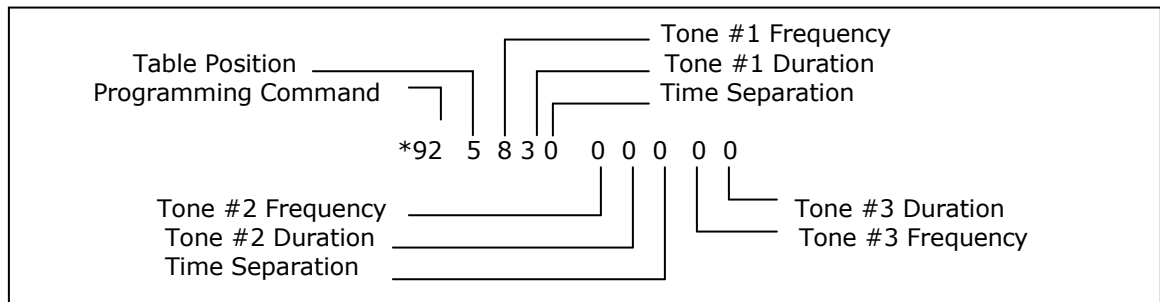 Tone #1 Frequency
Table Position
Tone #1 Duration
Programming Command
Time Separation
*92 5 8 3 0 0 0 0 0 0
Tone #2 Frequency
Tone #3 Duration
Tone #2 Duration
Tone #3 Frequency
Time Separation